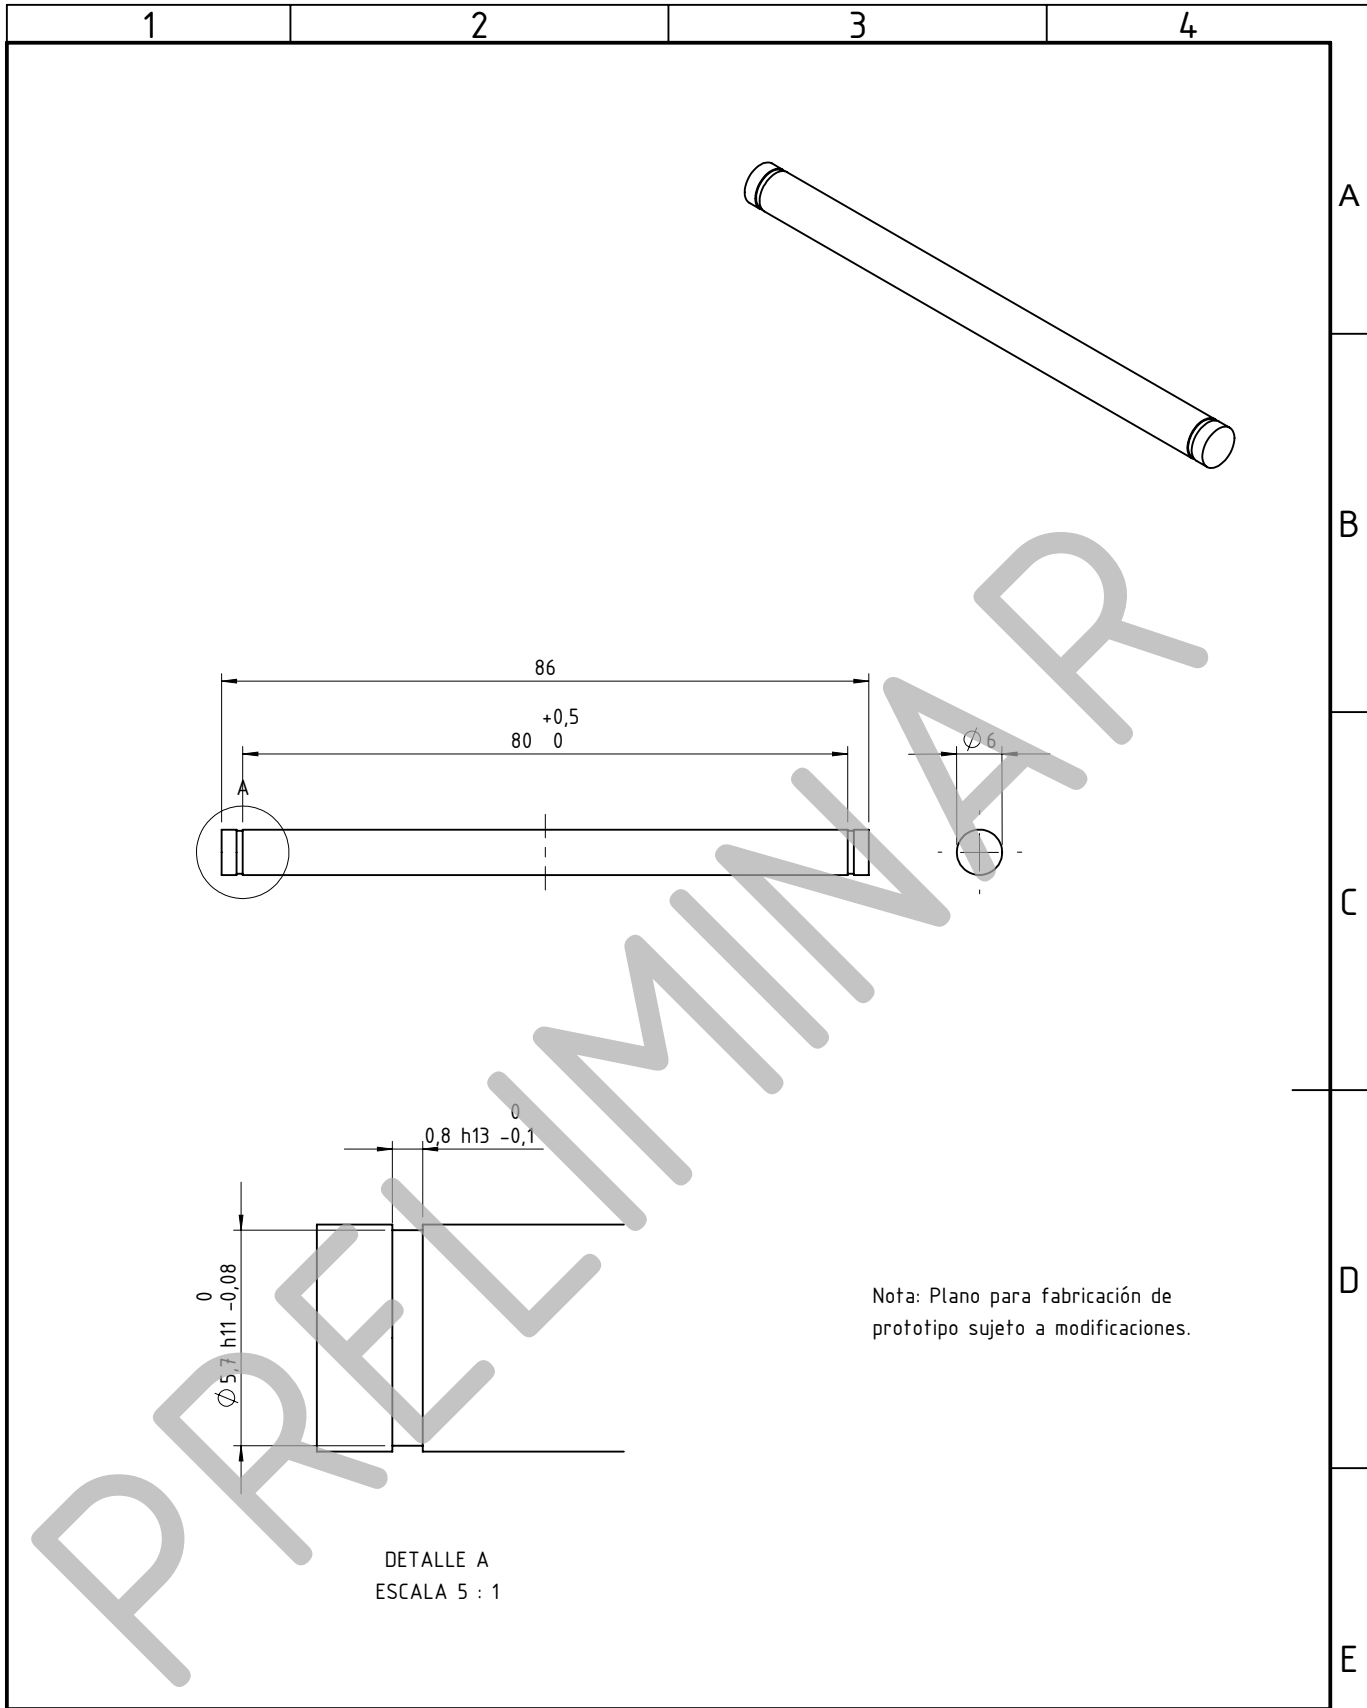 1 2 3 4
A
B
86
+0,5
80 0
∅6
A
C
0
0,8 h13 -0,1
0
∅5,7 h11 -0,08
D
Nota: Plano para fabricación de
prototipo sujeto a modificaciones.
DETALLE A
ESCALA 5 : 1
E
PRELIMINAR